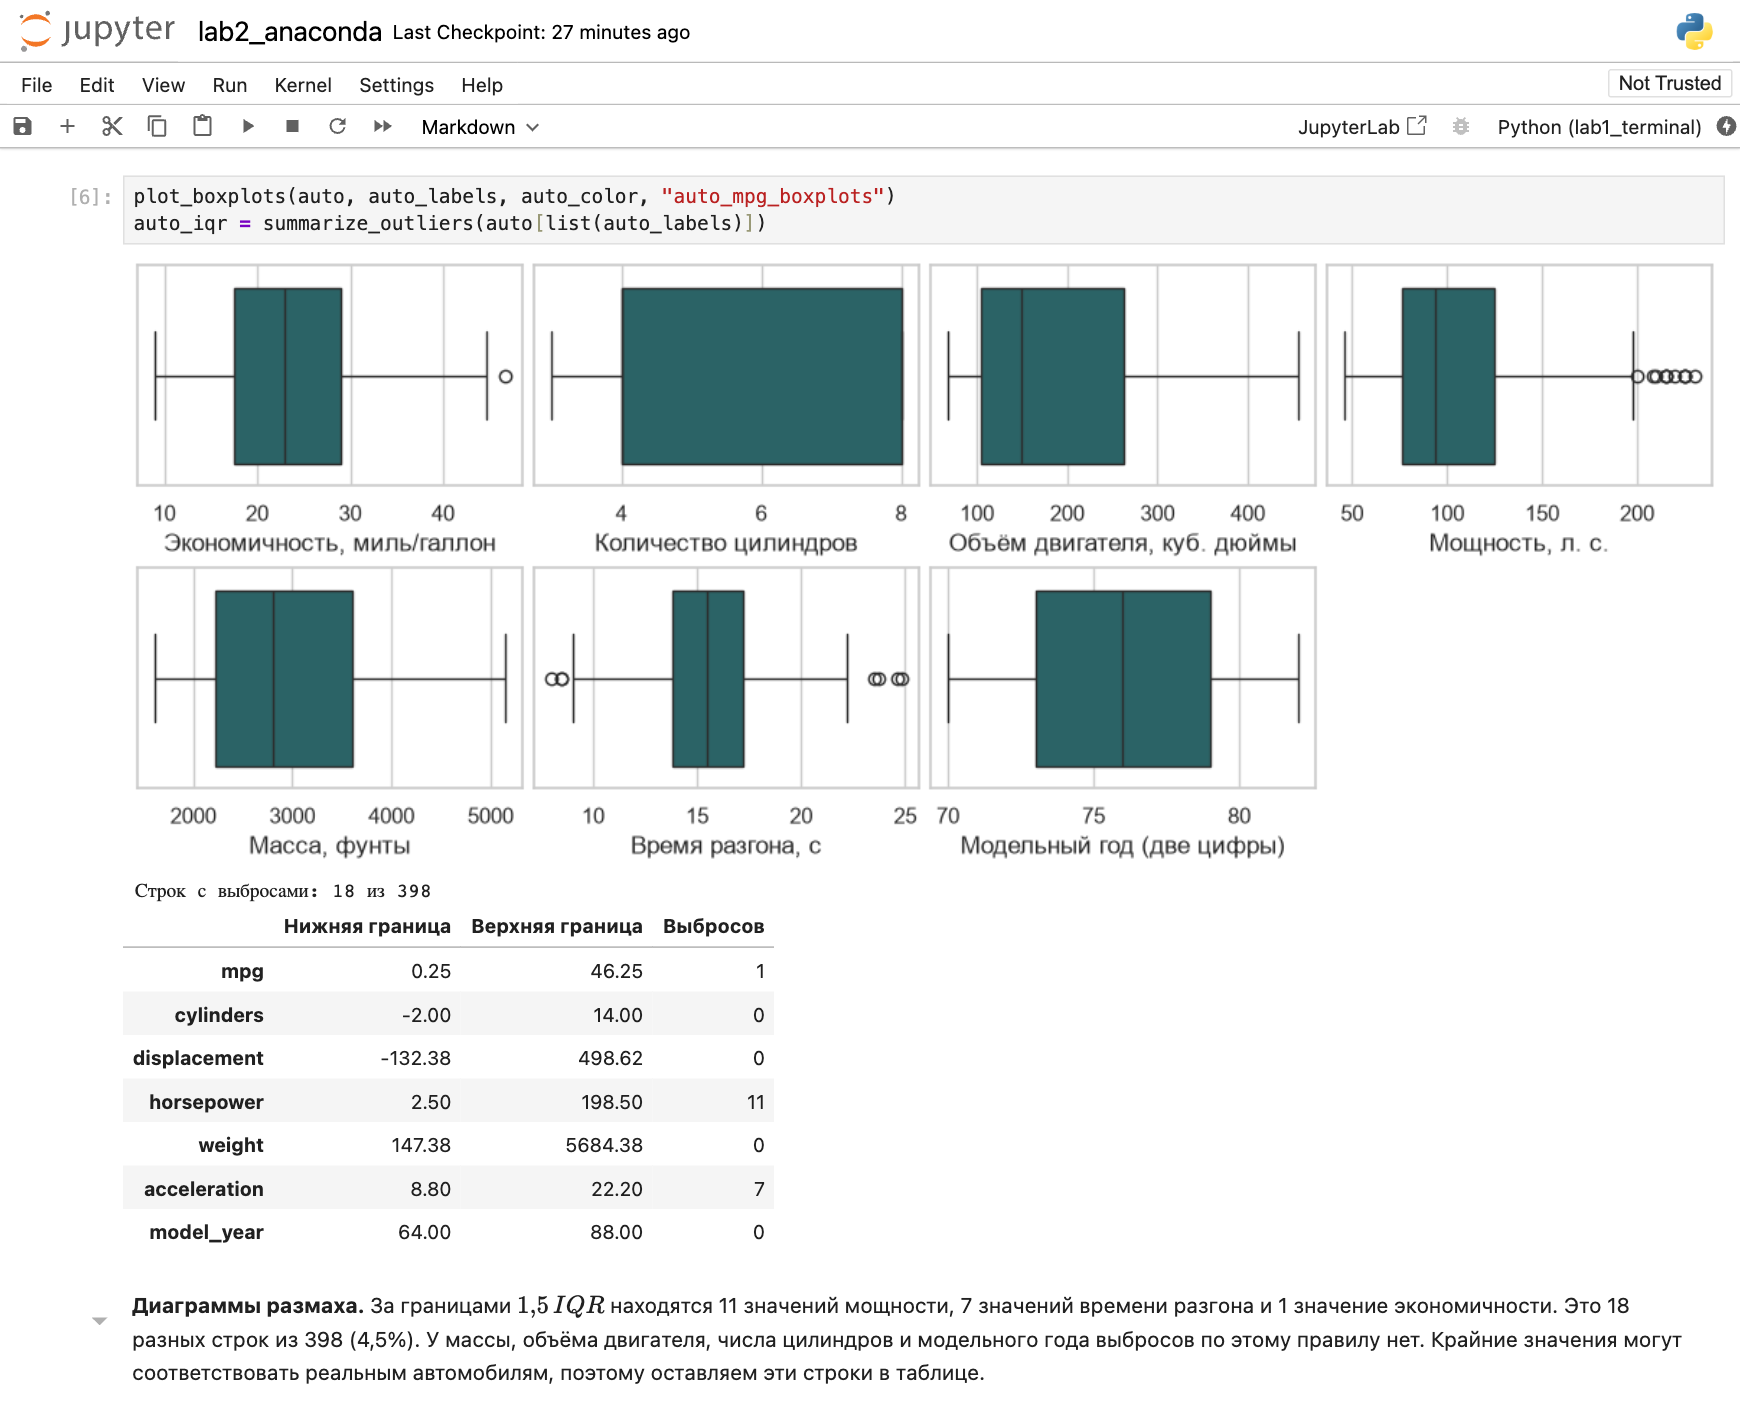 jupyter lab2_anaconda Last Checkpoint: 27 minutes ago
File Edit View Run Kernel Settings Help Not Trusted
Markdown JupyterLab Python (lab1_terminal)
[6]: plot_boxplots(auto, auto_labels, auto_color, "auto_mpg_boxplots")
auto_iqr = summarize_outliers(auto[list(auto_labels)])
10 20 30 40 4 6 8 100 200 300 400 50 100 150 200
Экономичность, миль/галлон Количество цилиндров Объём двигателя, куб. дюймы Мощность, л. с.
2000 3000 4000 5000 10 15 20 25 70 75 80
Масса, фунты Время разгона, с Модельный год (две цифры)
Строк с выбросами: 18 из 398
Нижняя граница Верхняя граница Выбросов
mpg 0.25 46.25 1
cylinders -2.00 14.00 0
displacement -132.38 498.62 0
horsepower 2.50 198.50 11
weight 147.38 5684.38 0
acceleration 8.80 22.20 7
model_year 64.00 88.00 0
Диаграммы размаха. За границами 1,5 IQR находятся 11 значений мощности, 7 значений времени разгона и 1 значение экономичности. Это 18
разных строк из 398 (4,5%). У массы, объёма двигателя, числа цилиндров и модельного года выбросов по этому правилу нет. Крайние значения могут
соответствовать реальным автомобилям, поэтому оставляем эти строки в таблице.